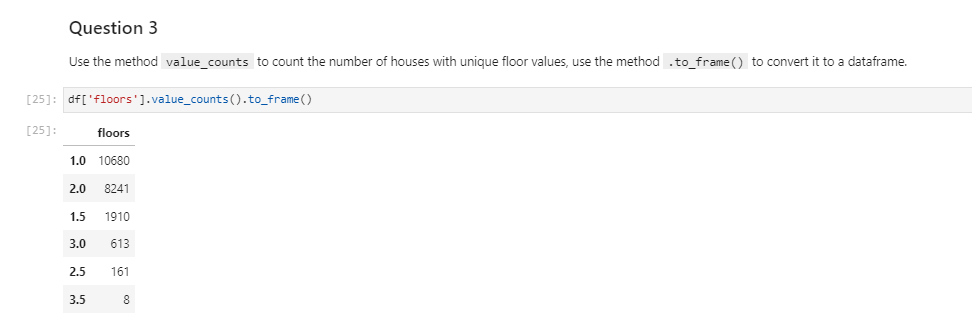 Question 3
Use the method value_counts to count the number of houses with unique floor values, use the method .to_frame() to convert it to a dataframe.
[25]: df['floors'].value_counts().to_frame()
[25]: floors
1.0 10680
2.0 8241
1.5 1910
3.0 613
2.5 161
3.5 8